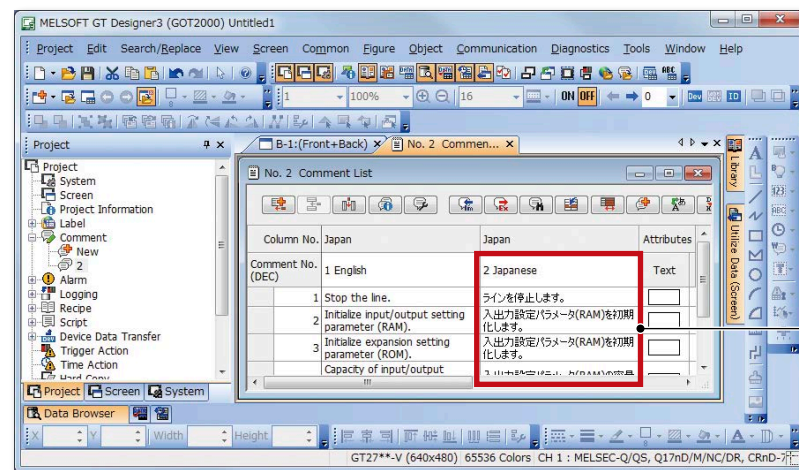 MELSOFT GT Designer3 (GOT2000) Untitled1
Project Edit Search/Replace View Screen Common Figure Object Communication Diagnostics Tools Window Help
1 100% 16 ON OFF 0 Dev ID
Project
B-1:(Front+Back) No. 2 Commen...
Project
System
Screen
Project Information
Label
Comment
New
2
Alarm
Logging
Recipe
Script
Device Data Transfer
Trigger Action
Time Action
Hard Copy
Project Screen System
No. 2 Comment List
Column No. Japan Japan Attributes
Comment No. (DEC) 1 English 2 Japanese Text
1 Stop the line. ラインを停止します。
2 Initialize input/output setting parameter (RAM). 入出力設定パラメータ(RAM)を初期化します。
3 Initialize expansion setting parameter (ROM). 入出力設定パラメータ(RAM)を初期化します。
Capacity of input/output
Library
Utilize Data (Screen)
Data Browser
X Y Width Height
GT27**-V (640x480) 65536 Colors CH 1 : MELSEC-Q/QS, Q17nD/M/NC/DR, CRnD-7